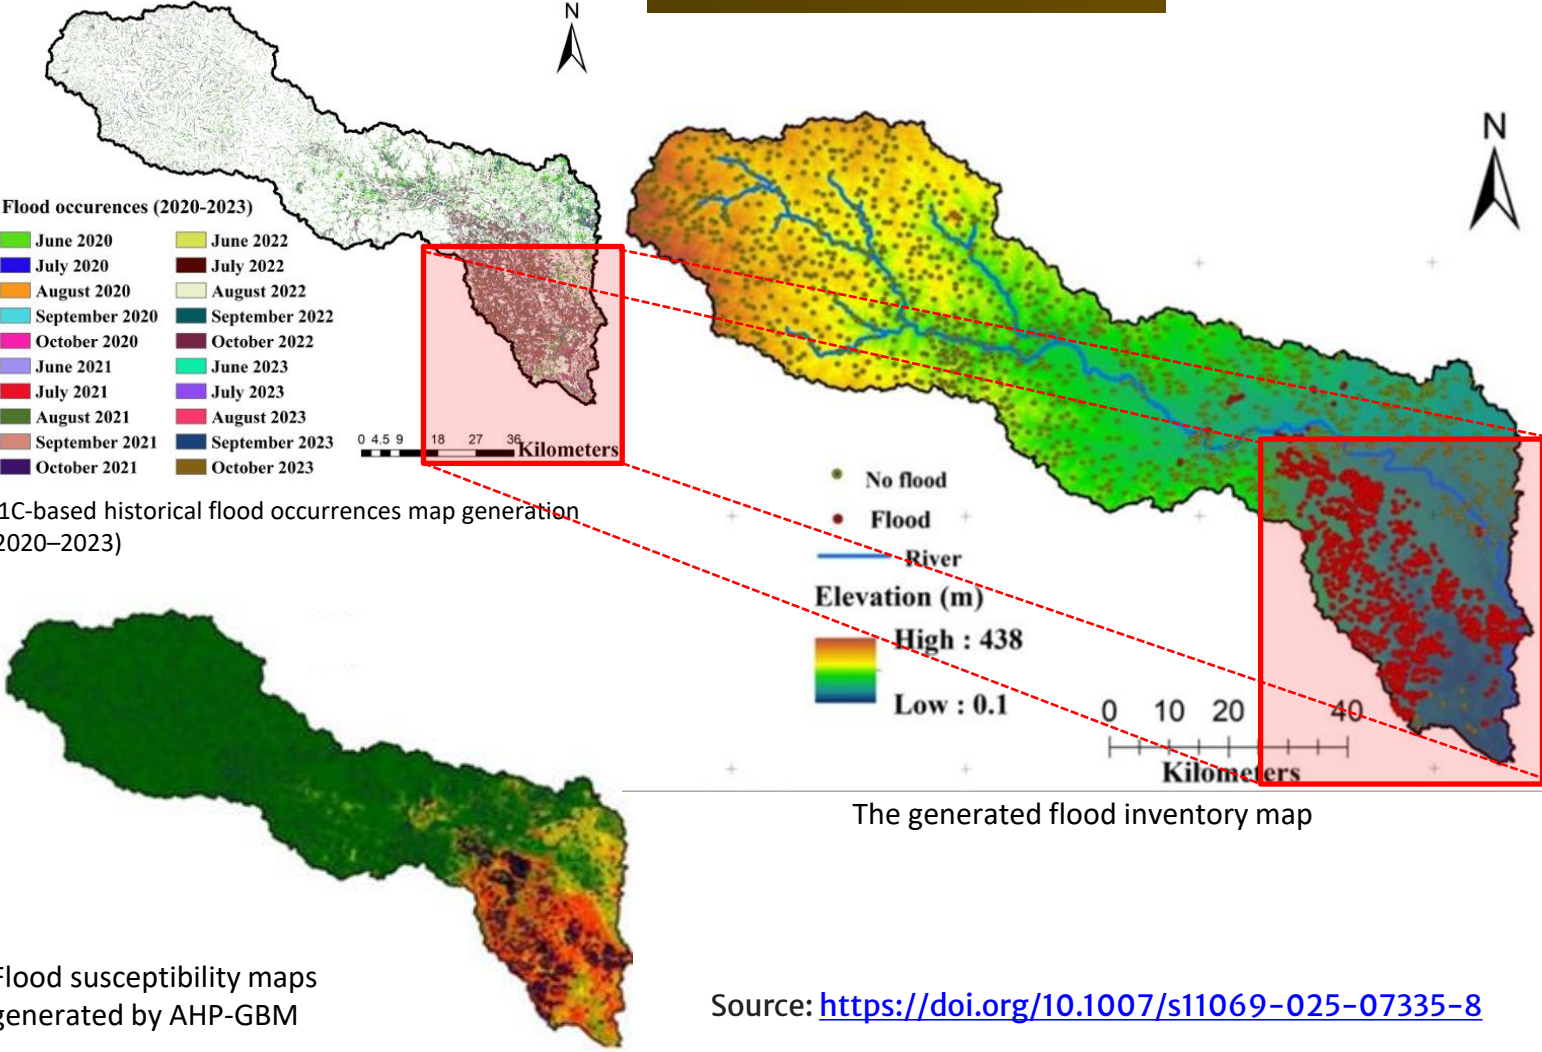 N
Flood occurences (2020-2023)
June 2020
July 2020
August 2020
September 2020
October 2020
June 2021
July 2021
August 2021
September 2021
October 2021
June 2022
July 2022
August 2022
September 2022
October 2022
June 2023
July 2023
August 2023
September 2023
October 2023
0 4.5 9 18 27 36
Kilometers
1C-based historical flood occurrences map generation
2020–2023)
N
No flood
Flood
River
Elevation (m)
High : 438
Low : 0.1
0 10 20 40
Kilometers
The generated flood inventory map
Flood susceptibility maps
generated by AHP-GBM
Source: https://doi.org/10.1007/s11069-025-07335-8